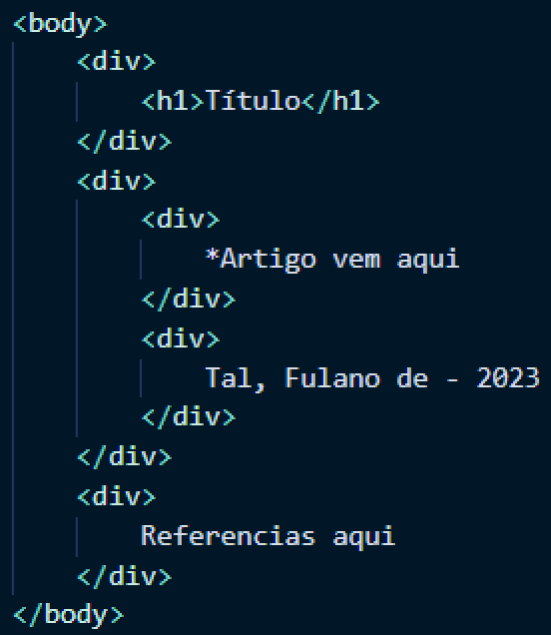 <body>
<div>
<h1>Título</h1>
</div>
<div>
<div>
*Artigo vem aqui
</div>
<div>
Tal, Fulano de - 2023
</div>
</div>
<div>
Referencias aqui
</div>
</body>